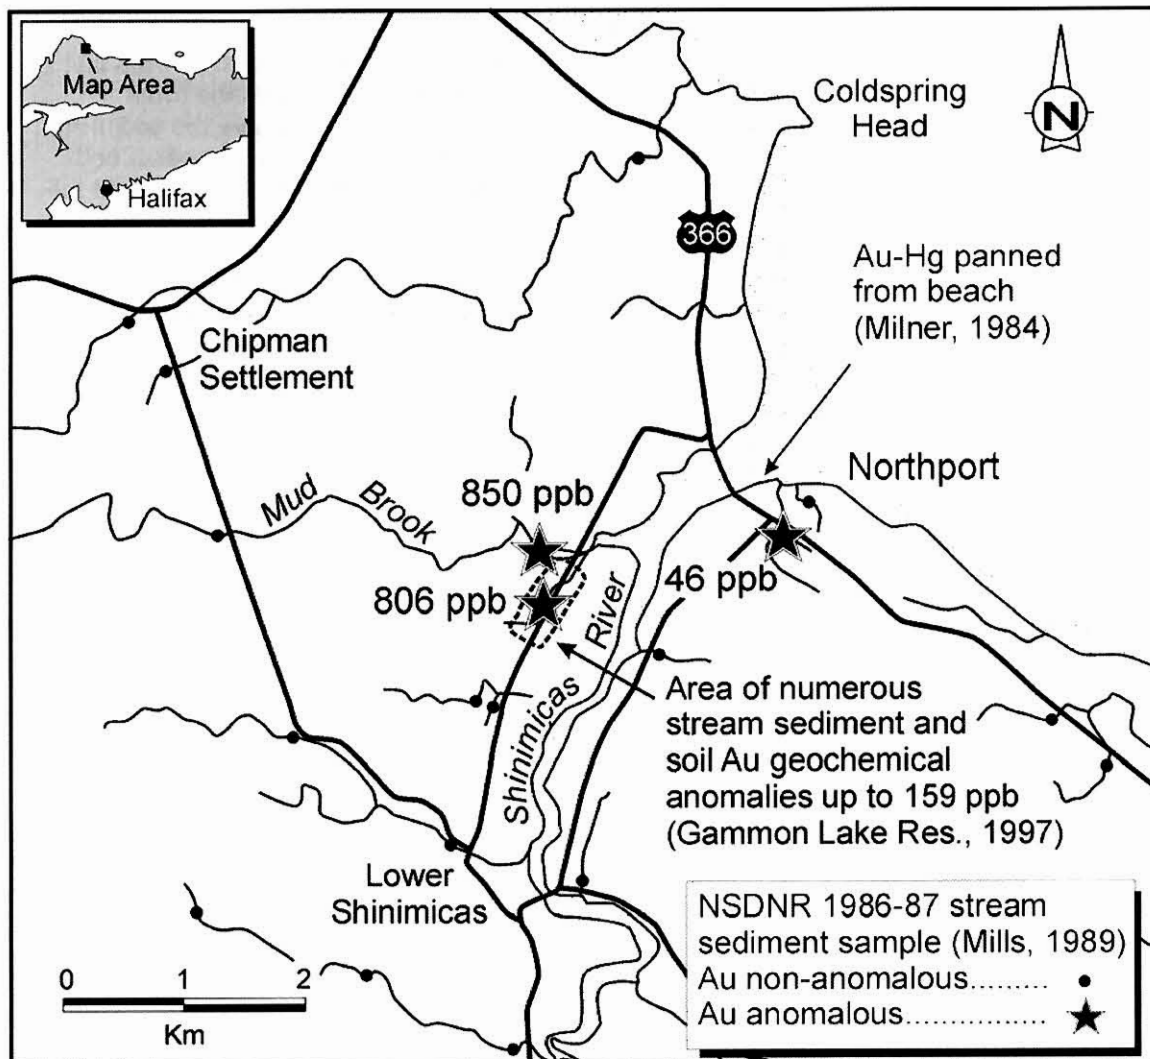 Map Area
Halifax
Coldspring
Head
N
366
Au-Hg panned
from beach
(Milner, 1984)
Chipman
Settlement
Northport
850 ppb
Mud Brook
46 ppb
806 ppb
Shinimicas River
Area of numerous
stream sediment and
soil Au geochemical
anomalies up to 159 ppb
(Gammon Lake Res., 1997)
Lower
Shinimicas
NSDNR 1986-87 stream
sediment sample (Mills, 1989)
Au non-anomalous.........
Au anomalous...............
0 1 2
Km